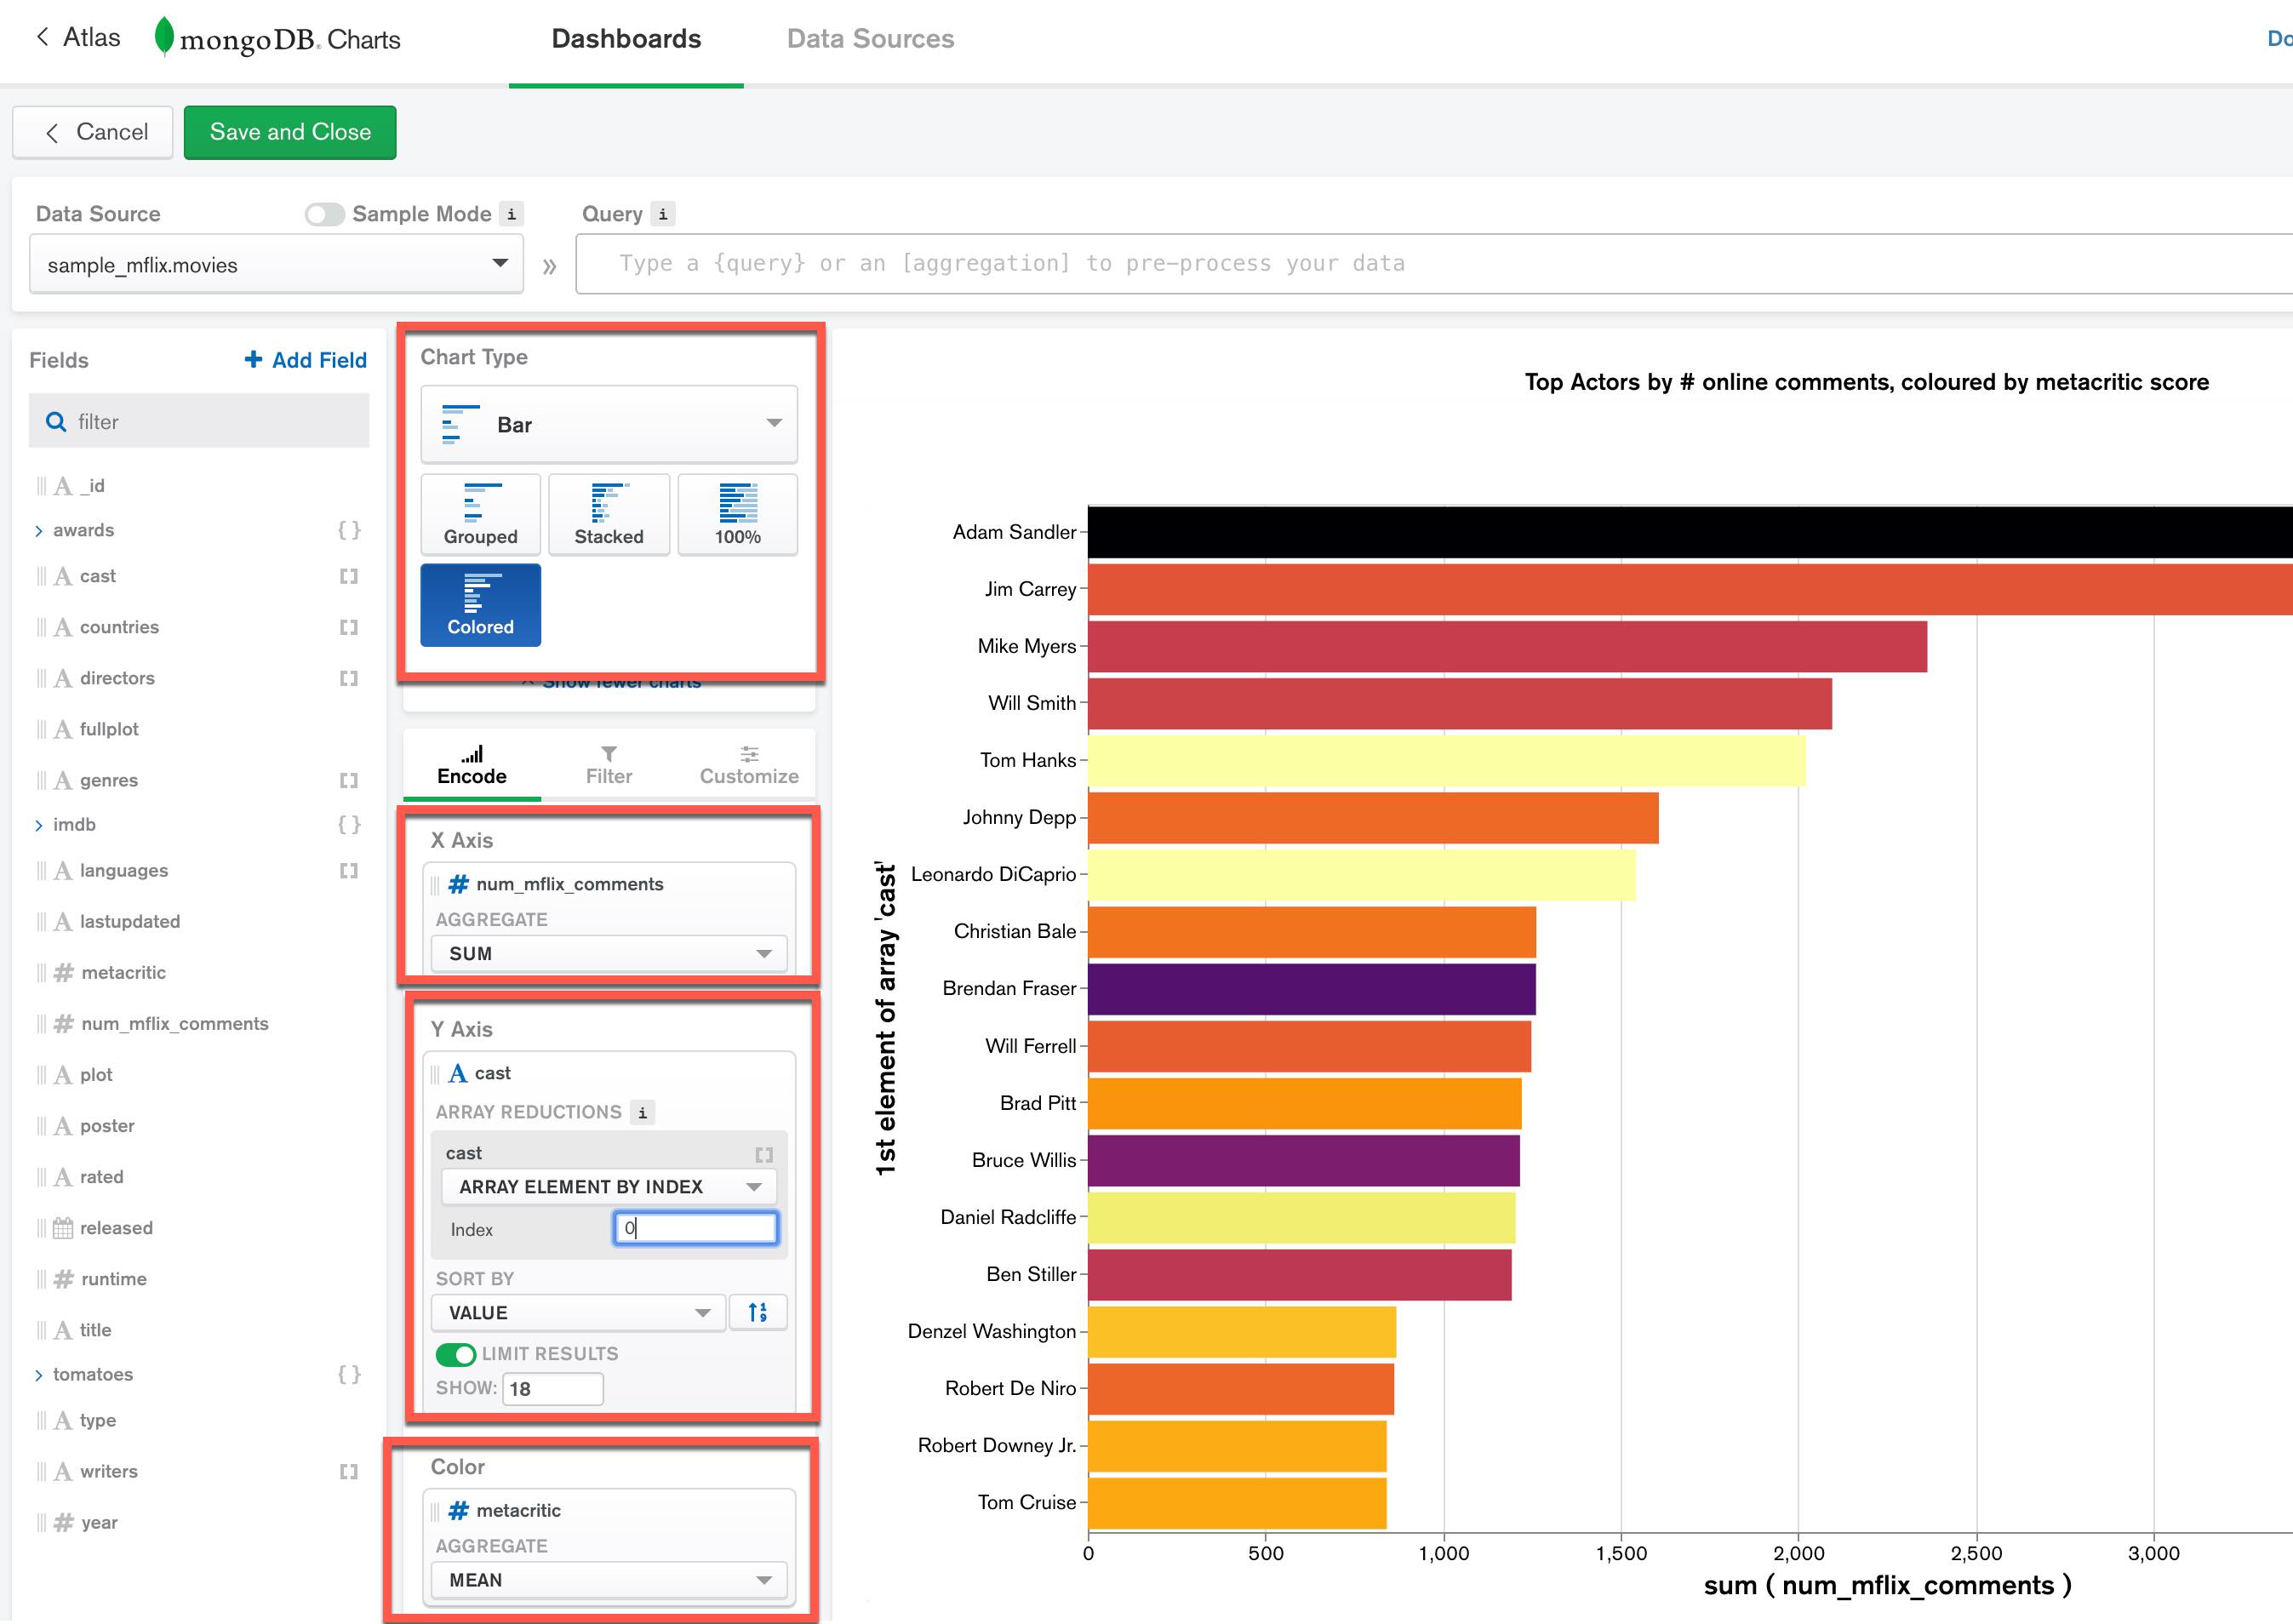 Atlas
mongoDB. Charts
Dashboards
Data Sources
Do
Cancel
Save and Close
Data Source
Sample Mode i
Query i
sample_mflix.movies
»
Type a {query} or an [aggregation] to pre-process your data
Fields
+ Add Field
filter
A _id
awards { }
A cast [ ]
A countries [ ]
A directors [ ]
A fullplot
A genres [ ]
imdb { }
A languages [ ]
A lastupdated
# metacritic
# num_mflix_comments
A plot
A poster
A rated
released
# runtime
A title
tomatoes { }
A type
A writers [ ]
# year
Chart Type
Bar
Grouped
Stacked
100%
Colored
Show fewer charts
Encode
Filter
Customize
X Axis
# num_mflix_comments
AGGREGATE
SUM
Y Axis
A cast
ARRAY REDUCTIONS i
cast [ ]
ARRAY ELEMENT BY INDEX
Index 0
SORT BY
VALUE
LIMIT RESULTS
SHOW: 18
Color
# metacritic
AGGREGATE
MEAN
Top Actors by # online comments, coloured by metacritic score
1st element of array 'cast'
Adam Sandler
Jim Carrey
Mike Myers
Will Smith
Tom Hanks
Johnny Depp
Leonardo DiCaprio
Christian Bale
Brendan Fraser
Will Ferrell
Brad Pitt
Bruce Willis
Daniel Radcliffe
Ben Stiller
Denzel Washington
Robert De Niro
Robert Downey Jr.
Tom Cruise
0 500 1,000 1,500 2,000 2,500 3,000
sum ( num_mflix_comments )